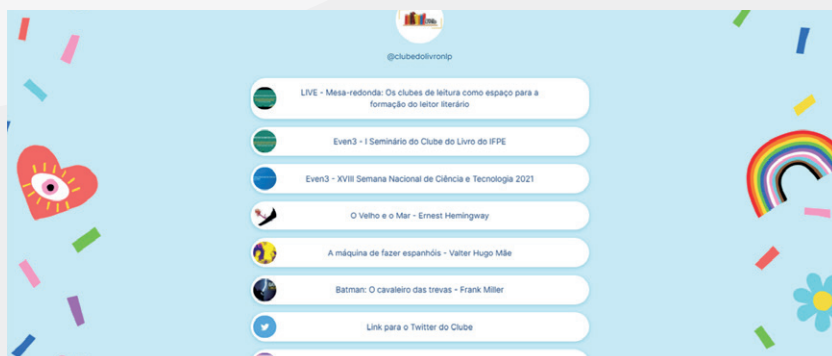 @clubedolivronlp
LIVE - Mesa-redonda: Os clubes de leitura como espaço para a
formação do leitor literário
Even3 - I Seminário do Clube do Livro do IFPE
Even3 - XVIII Semana Nacional de Ciência e Tecnologia 2021
O Velho e o Mar - Ernest Hemingway
A máquina de fazer espanhóis - Valter Hugo Mãe
Batman: O cavaleiro das trevas - Frank Miller
Link para o Twitter do Clube